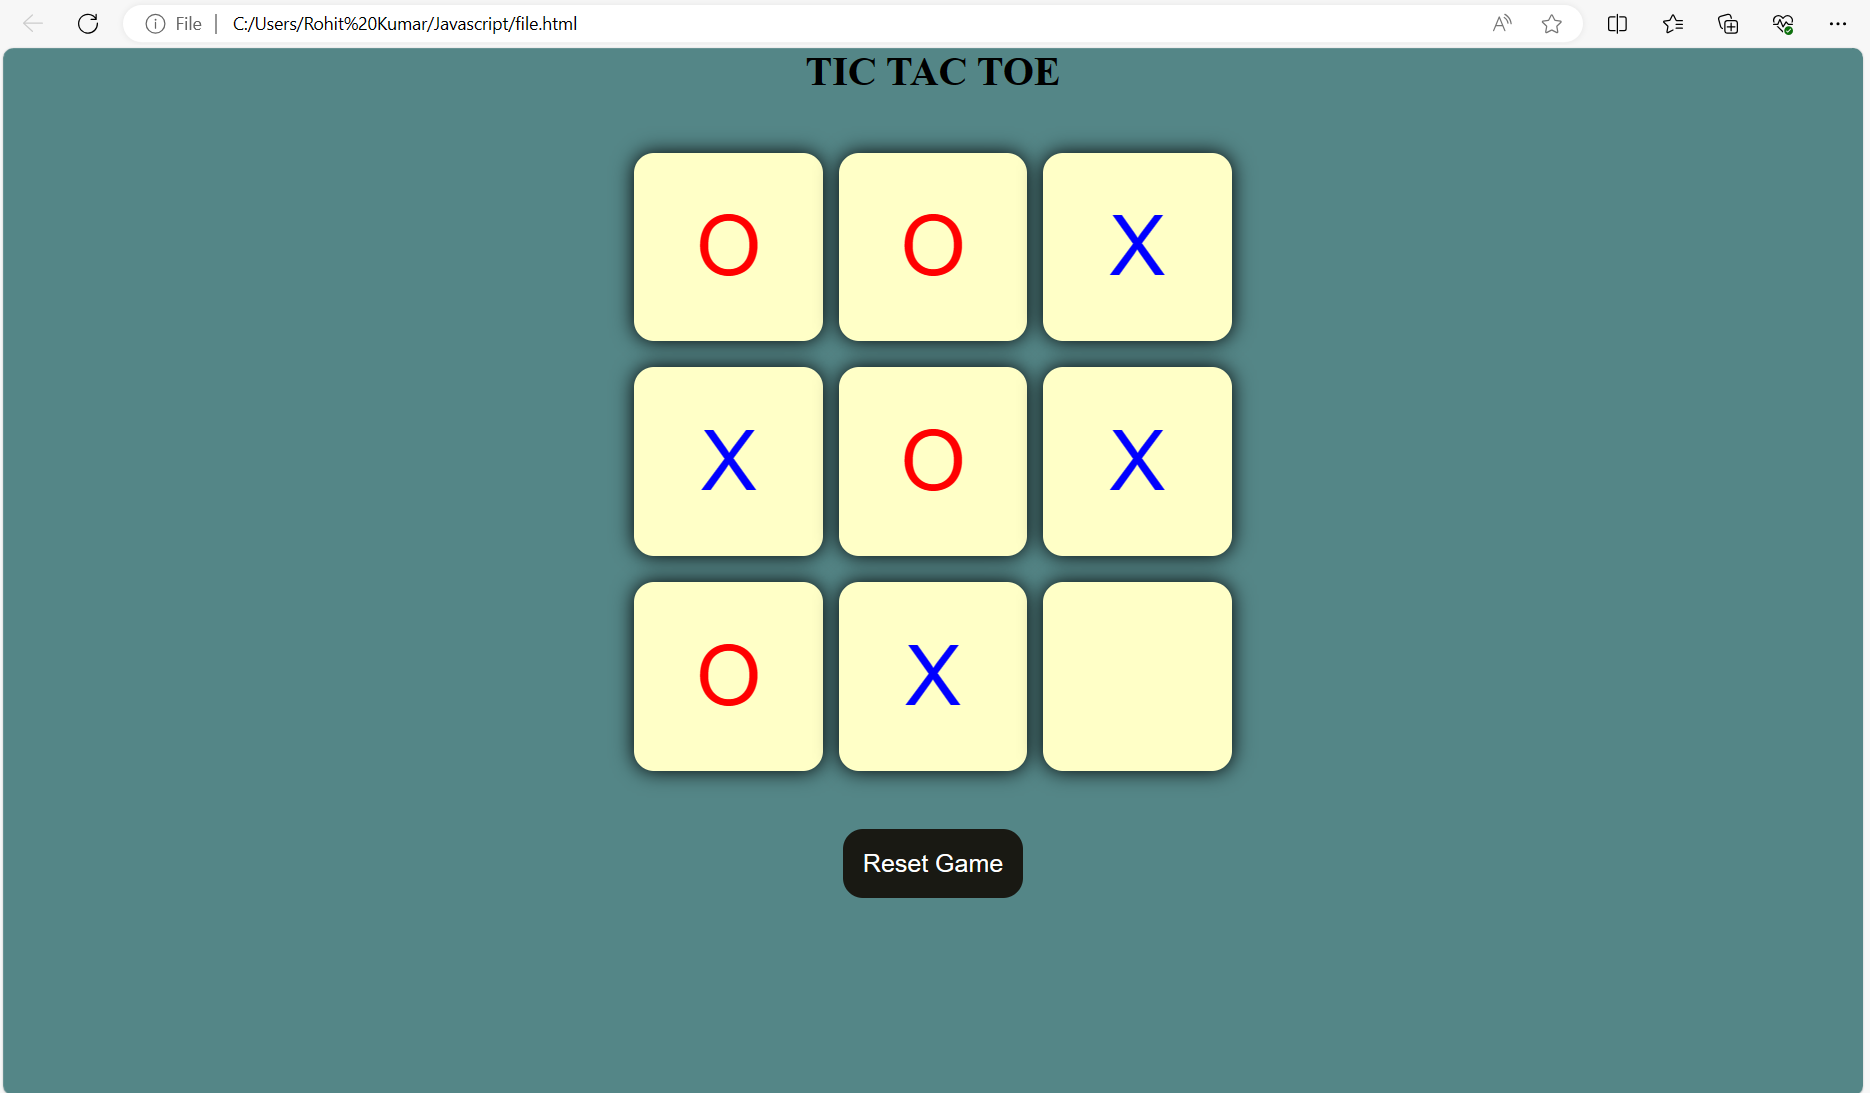 File | C:/Users/Rohit%20Kumar/Javascript/file.html
TIC TAC TOE
O O X
X O X
O X
Reset Game